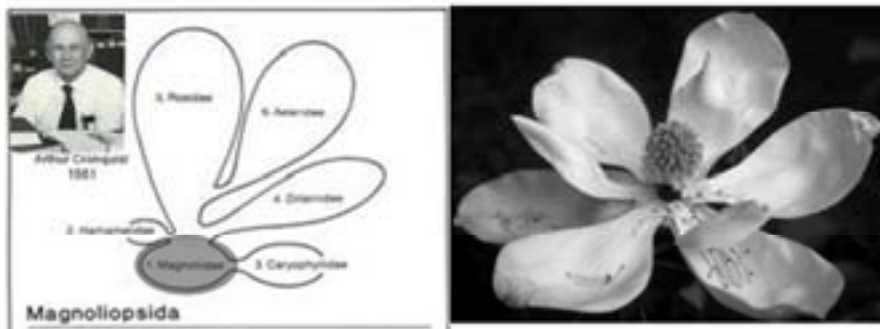 5. Rosidae
6. Asteridae
Arthur Cronquist
1981
4. Dilleniidae
2. Hamamelidae
1. Magnoliidae
3. Caryophyllidae
Magnoliopsida